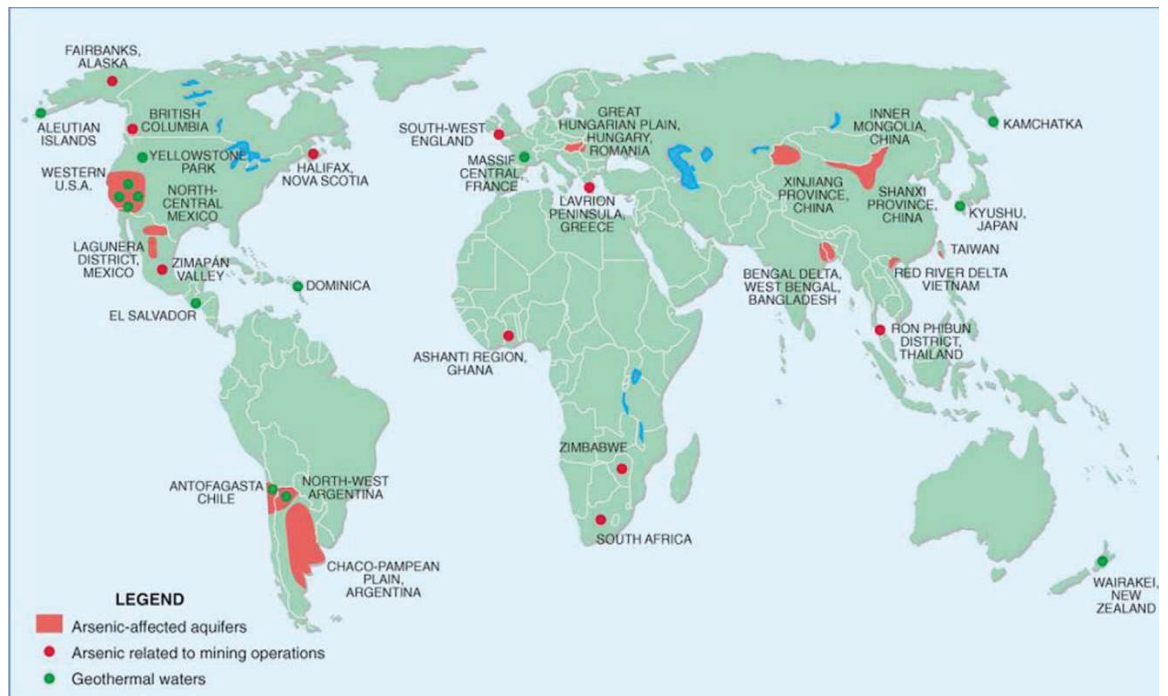 FAIRBANKS,
ALASKA
ALEUTIAN
ISLANDS
BRITISH
COLUMBIA
YELLOWSTONE
PARK
HALIFAX,
NOVA SCOTIA
WESTERN
U.S.A.
NORTH-
CENTRAL
MEXICO
LAGUNERA
DISTRICT,
MEXICO
ZIMAPÁN
VALLEY
DOMINICA
EL SALVADOR
SOUTH-WEST
ENGLAND
GREAT
HUNGARIAN PLAIN,
HUNGARY,
ROMANIA
MASSIF
CENTRAL
FRANCE
LAVRION
PENINSULA,
GREECE
INNER
MONGOLIA,
CHINA
KAMCHATKA
XINJIANG
PROVINCE,
CHINA
SHANXI
PROVINCE,
CHINA
KYUSHU,
JAPAN
TAIWAN
BENGAL DELTA,
WEST BENGAL,
BANGLADESH
RED RIVER DELTA
VIETNAM
RON PHIBUN
DISTRICT,
THAILAND
ASHANTI REGION,
GHANA
ZIMBABWE
SOUTH AFRICA
ANTOFAGASTA
CHILE
NORTH-WEST
ARGENTINA
CHACO-PAMPEAN
PLAIN,
ARGENTINA
WAIRAKEI,
NEW
ZEALAND
LEGEND
Arsenic-affected aquifers
Arsenic related to mining operations
Geothermal waters